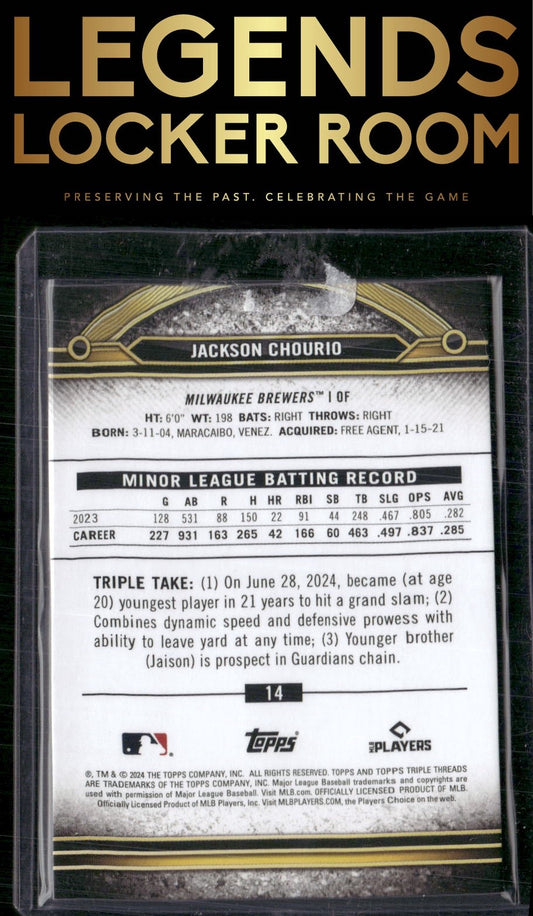 LEGENDS
LOCKER ROOM
PRESERVING THE PAST. CELEBRATING THE GAME
JACKSON CHOURIO
MILWAUKEE BREWERS™ | OF
HT: 6'0" WT: 198 BATS: RIGHT THROWS: RIGHT
BORN: 3-11-04, MARACAIBO, VENEZ. ACQUIRED: FREE AGENT, 1-15-21
MINOR LEAGUE BATTING RECORD
G AB R H HR RBI SB TB SLG OPS AVG
2023 128 531 88 150 22 91 44 248 .467 .805 .282
CAREER 227 931 163 265 42 166 60 463 .497 .837 .285
TRIPLE TAKE: (1) On June 28, 2024, became (at age
20) youngest player in 21 years to hit a grand slam; (2)
Combines dynamic speed and defensive prowess with
ability to leave yard at any time; (3) Younger brother
(Jaison) is prospect in Guardians chain.
14
Topps
MLB PLAYERS
®, TM & © 2024 THE TOPPS COMPANY, INC. ALL RIGHTS RESERVED. TOPPS AND TOPPS TRIPLE THREADS
ARE TRADEMARKS OF THE TOPPS COMPANY, INC. Major League Baseball trademarks and copyrights are
used with permission of Major League Baseball. Visit MLB.com. OFFICIALLY LICENSED PRODUCT OF MLB.
Officially Licensed Product of MLB Players, Inc. Visit MLBPLAYERS.COM, the Players Choice on the web.